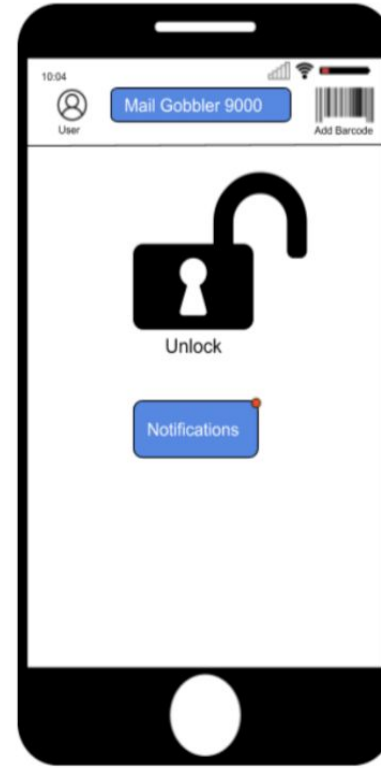 10:04
User
Mail Gobbler 9000
Add Barcode
Unlock
Notifications